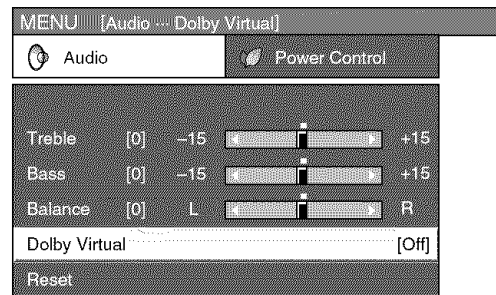 MENU [Audio ... Dolby Virtual]
Audio Power Control
Treble [0] –15 +15
Bass [0] –15 +15
Balance [0] L R
Dolby Virtual [Off]
Reset